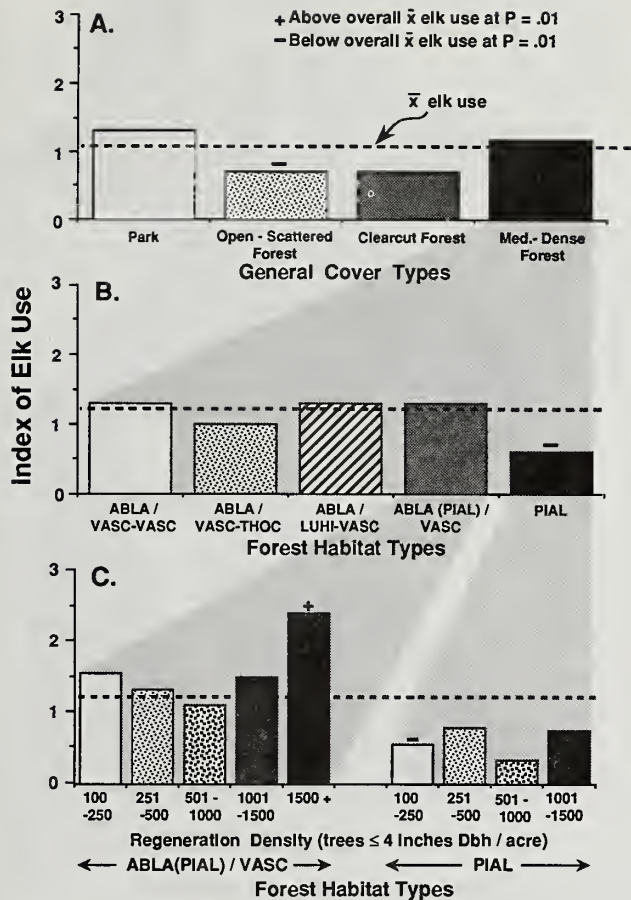 Index of Elk Use
A.
+ Above overall x̄ elk use at P = .01
− Below overall x̄ elk use at P = .01
x̄ elk use
3
2
1
0
−
Park
Open - Scattered
Forest
Clearcut Forest
Med.- Dense
Forest
General Cover Types
B.
3
2
1
0
−
ABLA /
VASC-VASC
ABLA /
VASC-THOC
ABLA /
LUHI-VASC
ABLA (PIAL) /
VASC
PIAL
Forest Habitat Types
C.
3
2
1
0
+
−
100
-250
251
-500
501 -
1000
1001
-1500
1500 +
100
-250
251
-500
501 -
1000
1001
-1500
Regeneration Density (trees ≤ 4 inches Dbh / acre)
ABLA(PIAL) / VASC
PIAL
Forest Habitat Types